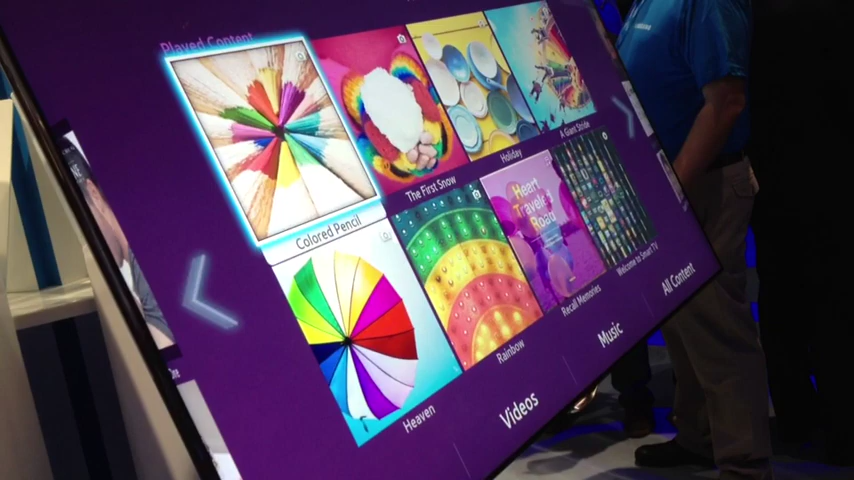 Played Content
Colored Pencil
The First Snow
Holiday
A Giant Stride
Heart
Traveled
Road
Heaven
Rainbow
Recall Memories
Welcome to Smart TV
Videos
Music
All Content